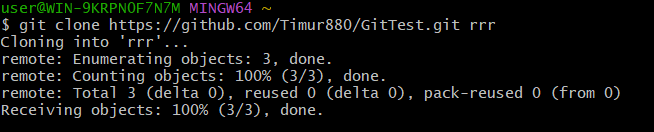 user@WIN-9KRPNOF7N7M MINGW64 ~
$ git clone https://github.com/Timur880/GitTest.git rrr
Cloning into 'rrr'...
remote: Enumerating objects: 3, done.
remote: Counting objects: 100% (3/3), done.
remote: Total 3 (delta 0), reused 0 (delta 0), pack-reused 0 (from 0)
Receiving objects: 100% (3/3), done.